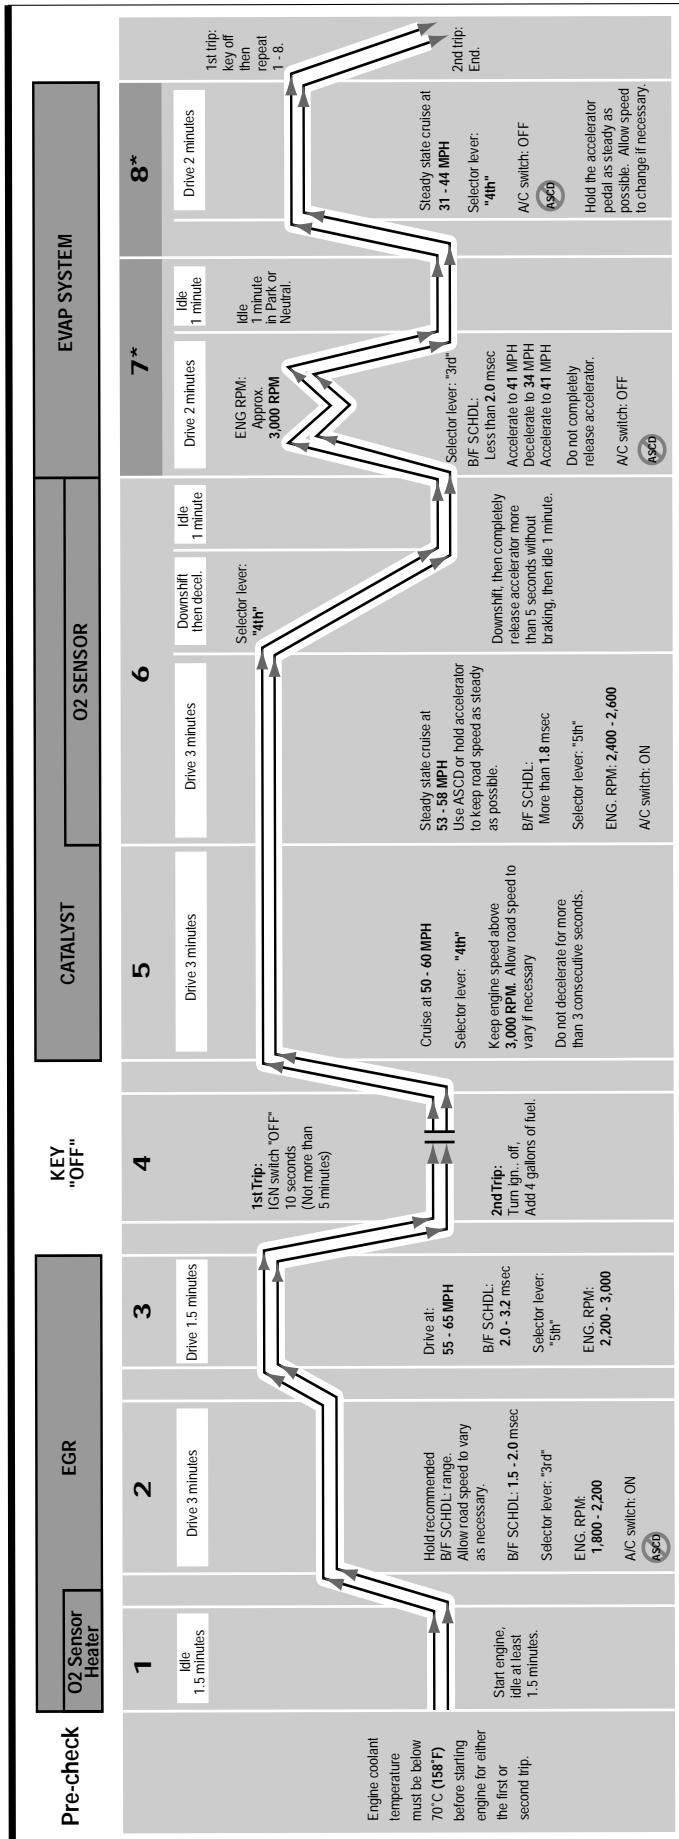 Pre-check
O2 Sensor
Heater
EGR
KEY
"OFF"
CATALYST
O2 SENSOR
EVAP SYSTEM
Engine coolant
temperature
must be below
70˚C (158˚F)
before starting
engine for either
the first or
second trip.
1
Idle
1.5 minutes
Start engine,
idle at least
1.5 minutes.
2
Drive 3 minutes
Hold recommended
B/F SCHDL: range.
Allow road speed to vary
as necessary.
B/F SCHDL: 1.5 - 2.0 msec
Selector lever: "3rd"
ENG. RPM:
1,800 - 2,200
A/C switch: ON
ASCD
3
Drive 1.5 minutes
Drive at:
55 - 65 MPH
B/F SCHDL:
2.0 - 3.2 msec
Selector lever:
"5th"
ENG. RPM:
2,200 - 3,000
4
1st Trip:
IGN switch "OFF"
10 seconds
(Not more than
5 minutes)
2nd Trip:
Turn ign.. off,
Add 4 gallons of fuel.
5
Drive 3 minutes
Cruise at 50 - 60 MPH
Selector lever: "4th"
Keep engine speed above
3,000 RPM. Allow road speed to
vary if necessary
Do not decelerate for more
than 3 consecutive seconds.
6
Drive 3 minutes
Steady state cruise at
53 - 58 MPH
Use ASCD or hold accelerator
to keep road speed as steady
as possible.
B/F SCHDL:
More than 1.8 msec
Selector lever: "5th"
ENG. RPM: 2,400 - 2,600
A/C switch: ON
Downshift
then decel.
Selector lever:
"4th"
Idle
1 minute
Downshift, then completely
release accelerator more
than 5 seconds without
braking, then idle 1 minute.
7*
Drive 2 minutes
ENG RPM:
Approx.
3,000 RPM
Selector lever: "3rd"
B/F SCHDL:
Less than 2.0 msec
Accelerate to 41 MPH
Decelerate to 34 MPH
Accelerate to 41 MPH
Do not completely
release accelerator.
A/C switch: OFF
ASCD
Idle
1 minute
Idle
1 minute
in Park or
Neutral.
8*
Drive 2 minutes
Steady state cruise at
31 - 44 MPH
Selector lever:
"4th"
A/C switch: OFF
ASCD
Hold the accelerator
pedal as steady as
possible. Allow speed
to change if necessary.
1st trip:
key off
then
repeat
1 - 8.
2nd trip:
End.